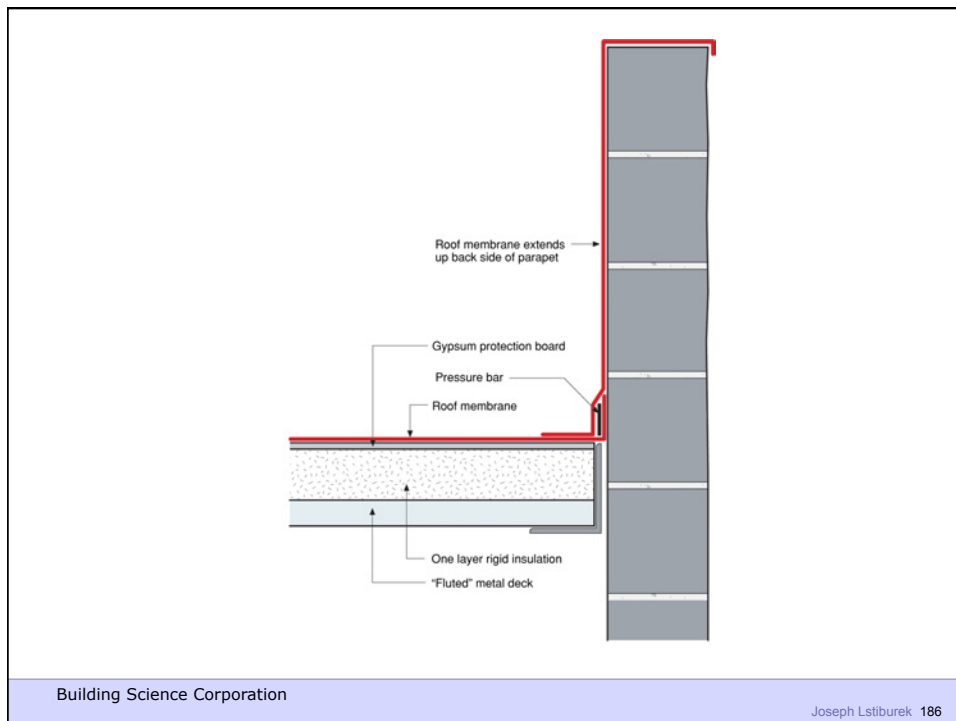 Roof membrane extends
up back side of parapet
Gypsum protection board
Pressure bar
Roof membrane
One layer rigid insulation
"Fluted" metal deck
Building Science Corporation
Joseph Lstiburek 186